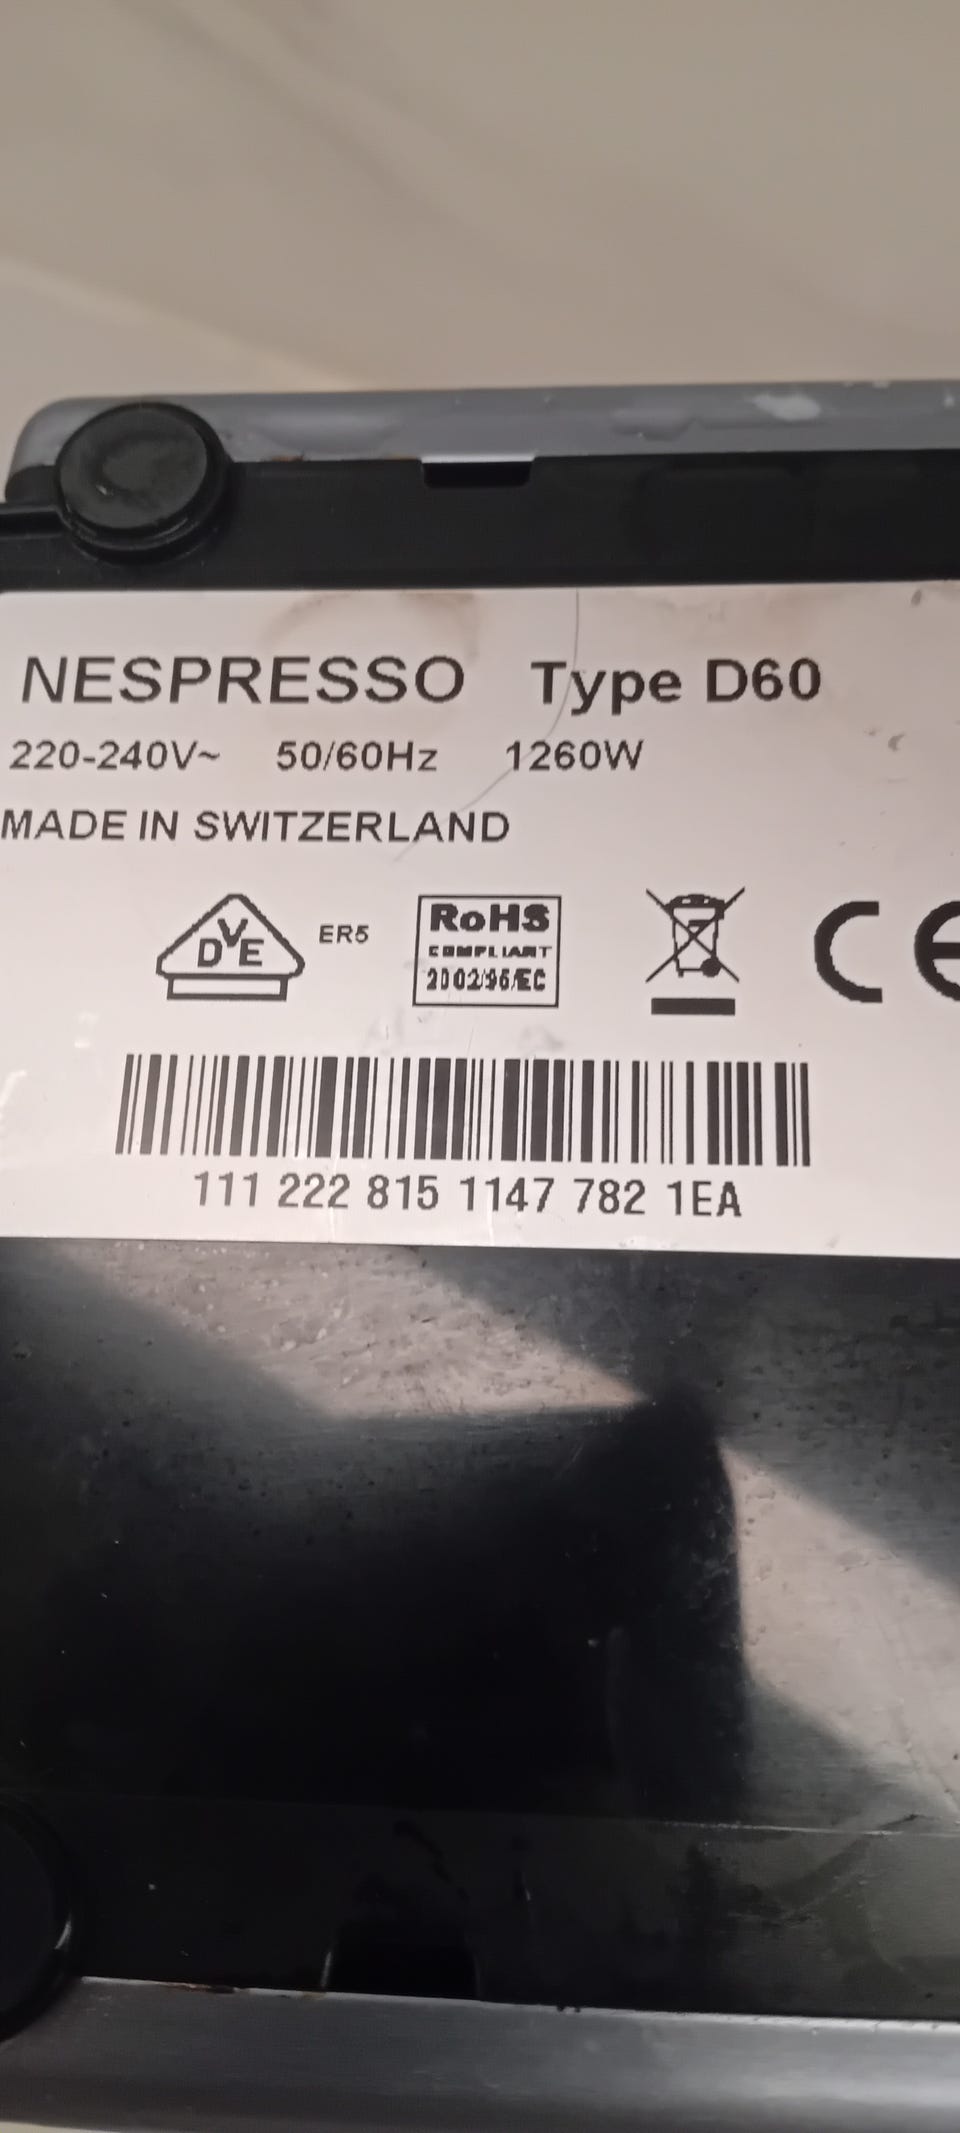 NESPRESSO Type D60
220-240V~ 50/60Hz 1260W
MADE IN SWITZERLAND
DVE ER5 RoHS CE
COMPLIANT
2002/95/EC
111 222 815 1147 782 1EA